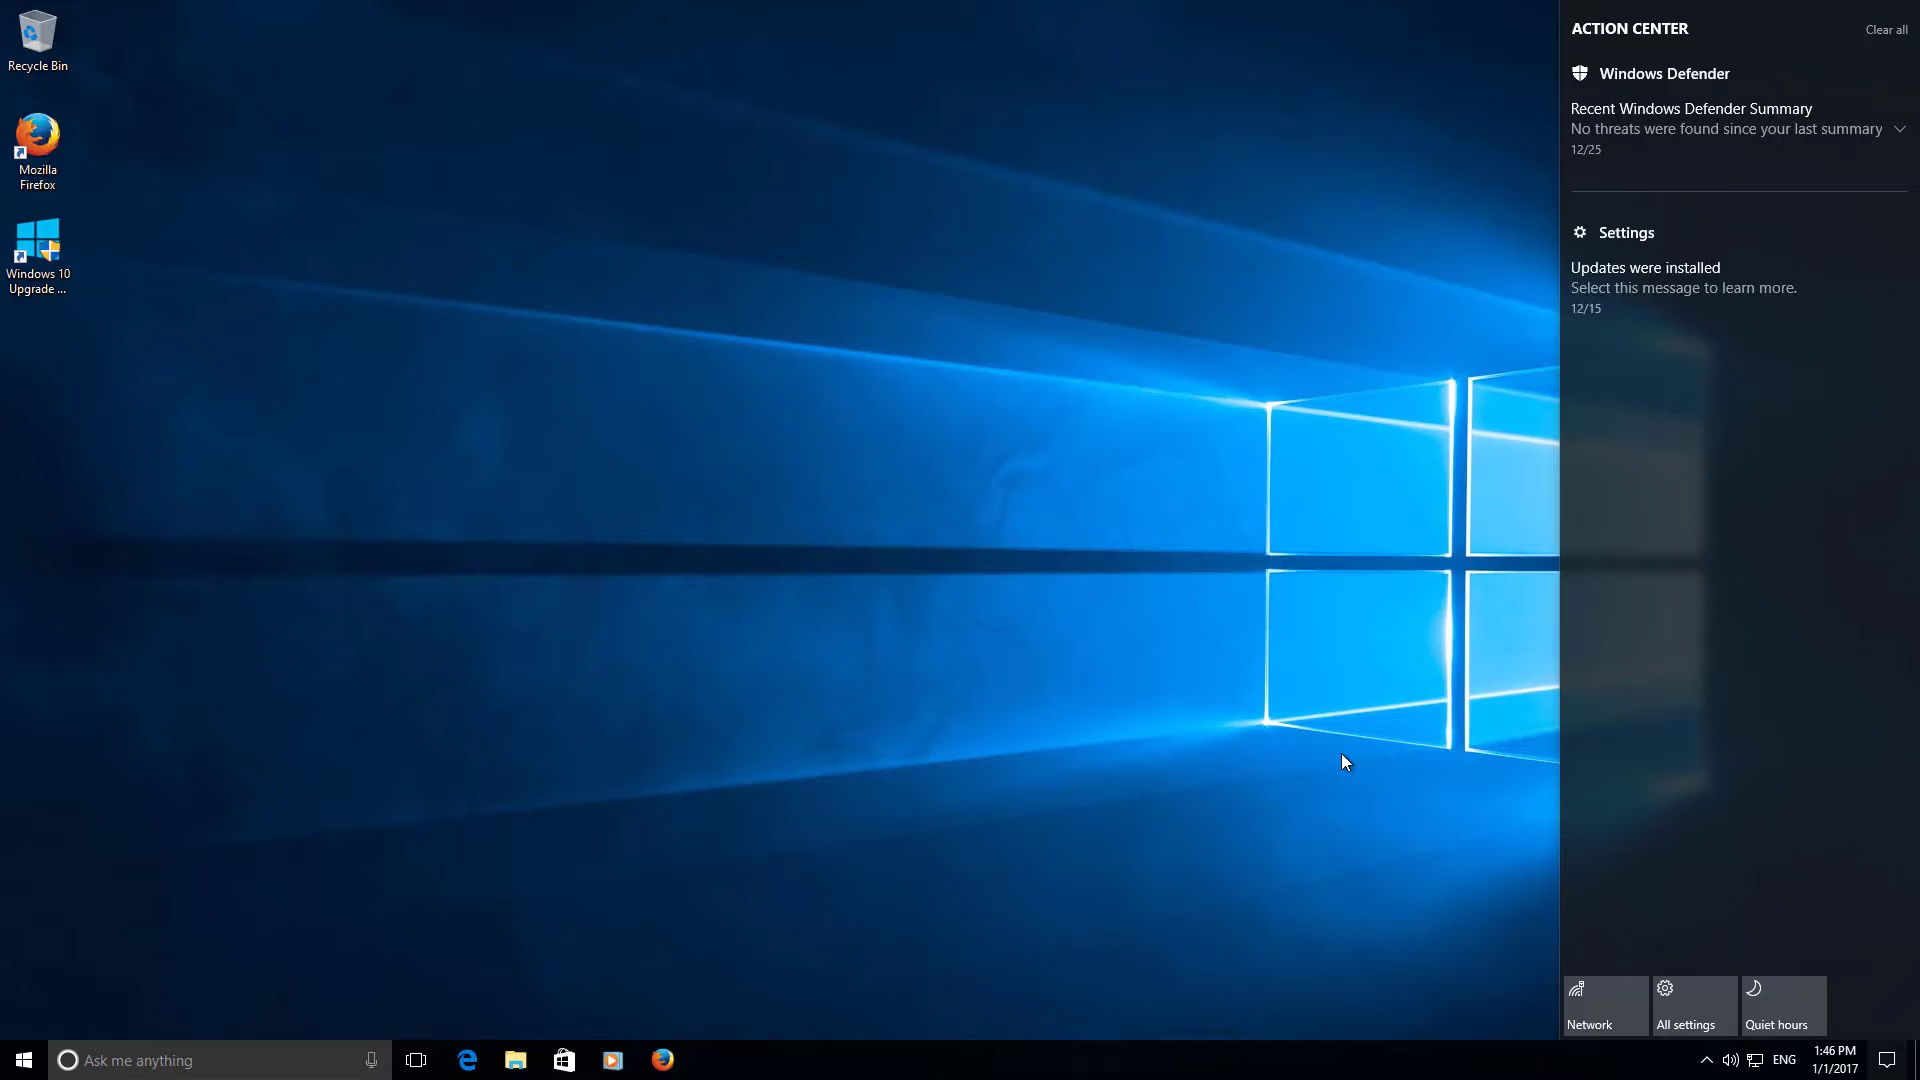 Recycle Bin
Mozilla
Firefox
Windows 10
Upgrade ...
ACTION CENTER
Clear all
Windows Defender
Recent Windows Defender Summary
No threats were found since your last summary
12/25
Settings
Updates were installed
Select this message to learn more.
12/15
Network
All settings
Quiet hours
Ask me anything
ENG
1:46 PM
1/1/2017